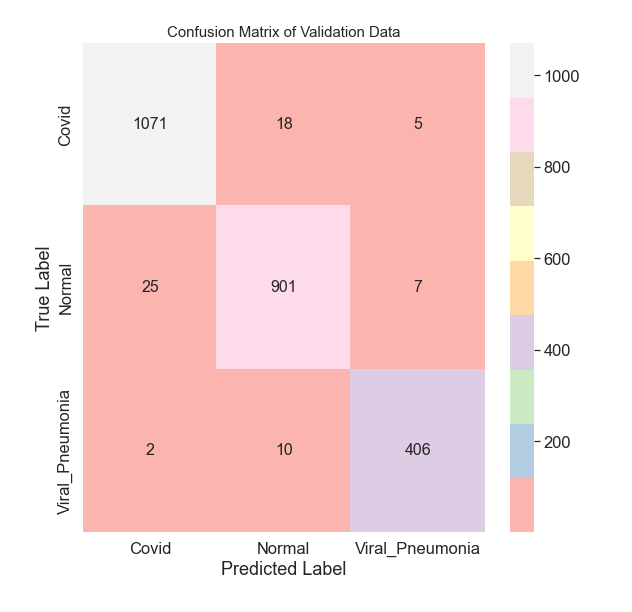 Confusion Matrix of Validation Data
True Label
Covid
1071 18 5
Normal
25 901 7
Viral_Pneumonia
2 10 406
Covid Normal Viral_Pneumonia
Predicted Label
1000
800
600
400
200